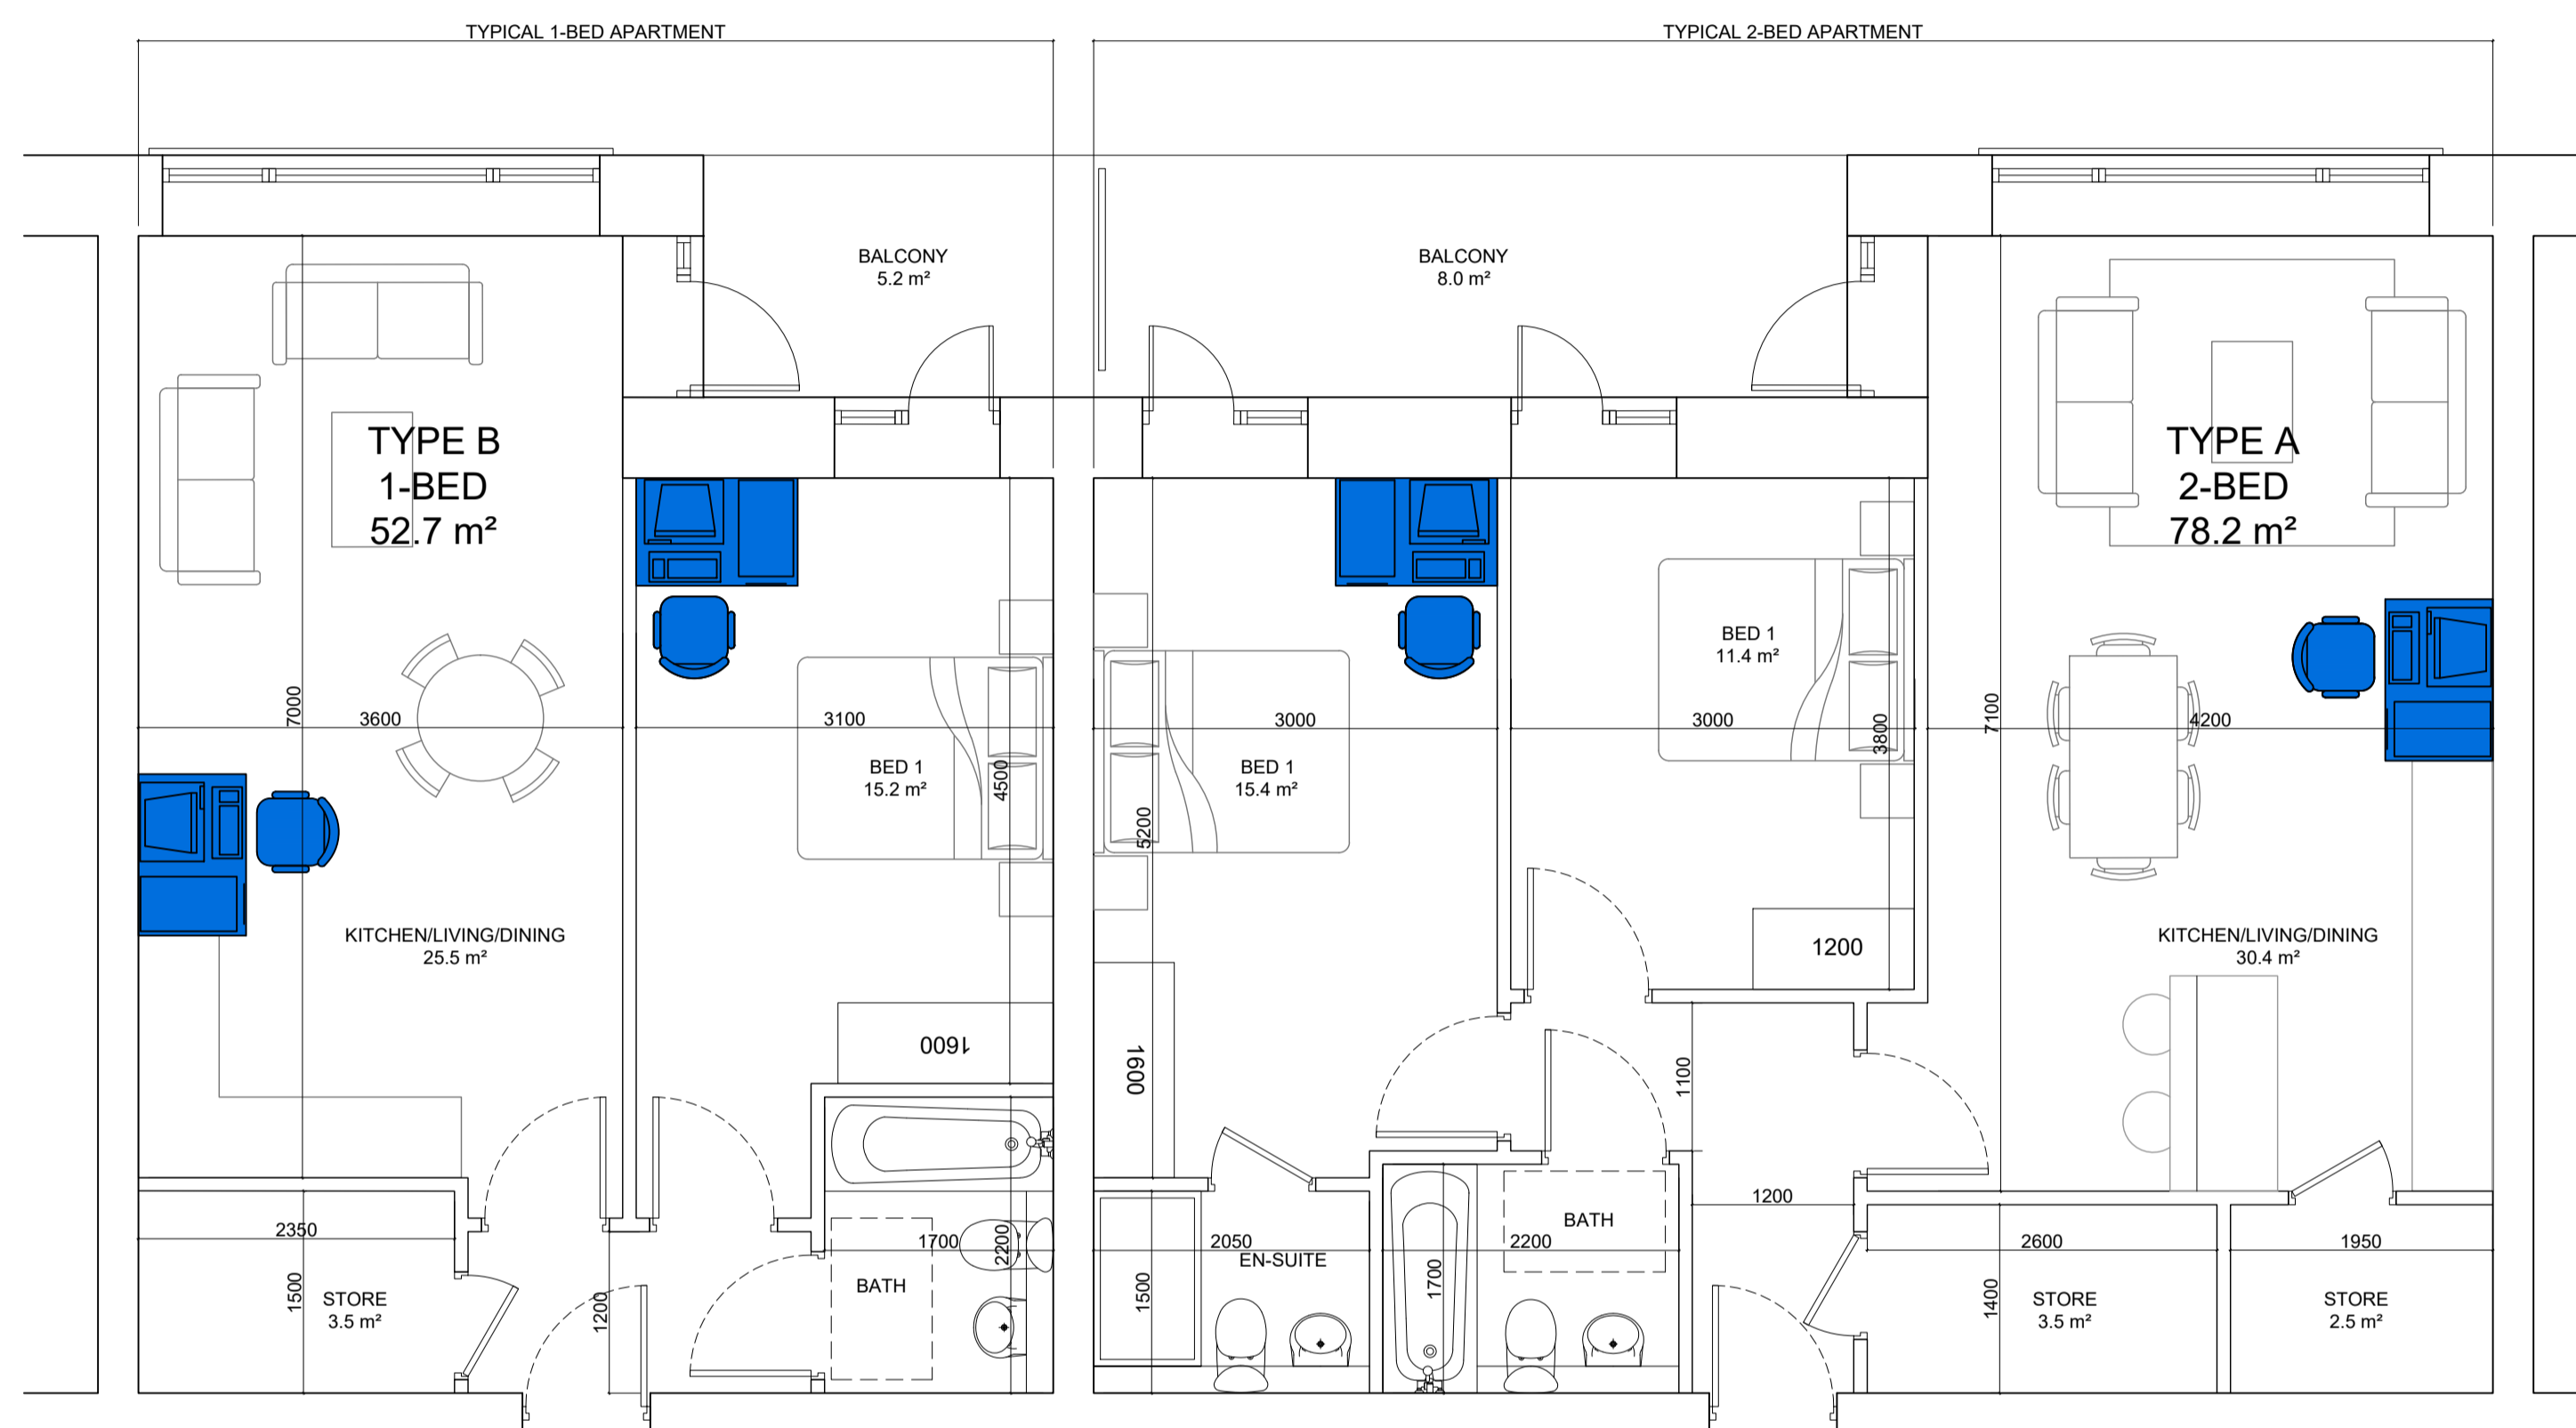 TYPICAL 1-BED APARTMENT
TYPICAL 2-BED APARTMENT
BALCONY
5.2 m²
BALCONY
8.0 m²
TYPE B
1-BED
52.7 m²
TYPE A
2-BED
78.2 m²
BED 1
11.4 m²
7000
3600
3100
3000
3000
3800
7100
4200
BED 1
15.2 m²
4500
BED 1
15.4 m²
5200
KITCHEN/LIVING/DINING
25.5 m²
1200
KITCHEN/LIVING/DINING
30.4 m²
1600
1600
1100
1200
2350
1700
2200
2050
EN-SUITE
2200
BATH
2600
1950
1500
STORE
3.5 m²
1200
BATH
1500
1700
1400
STORE
3.5 m²
STORE
2.5 m²